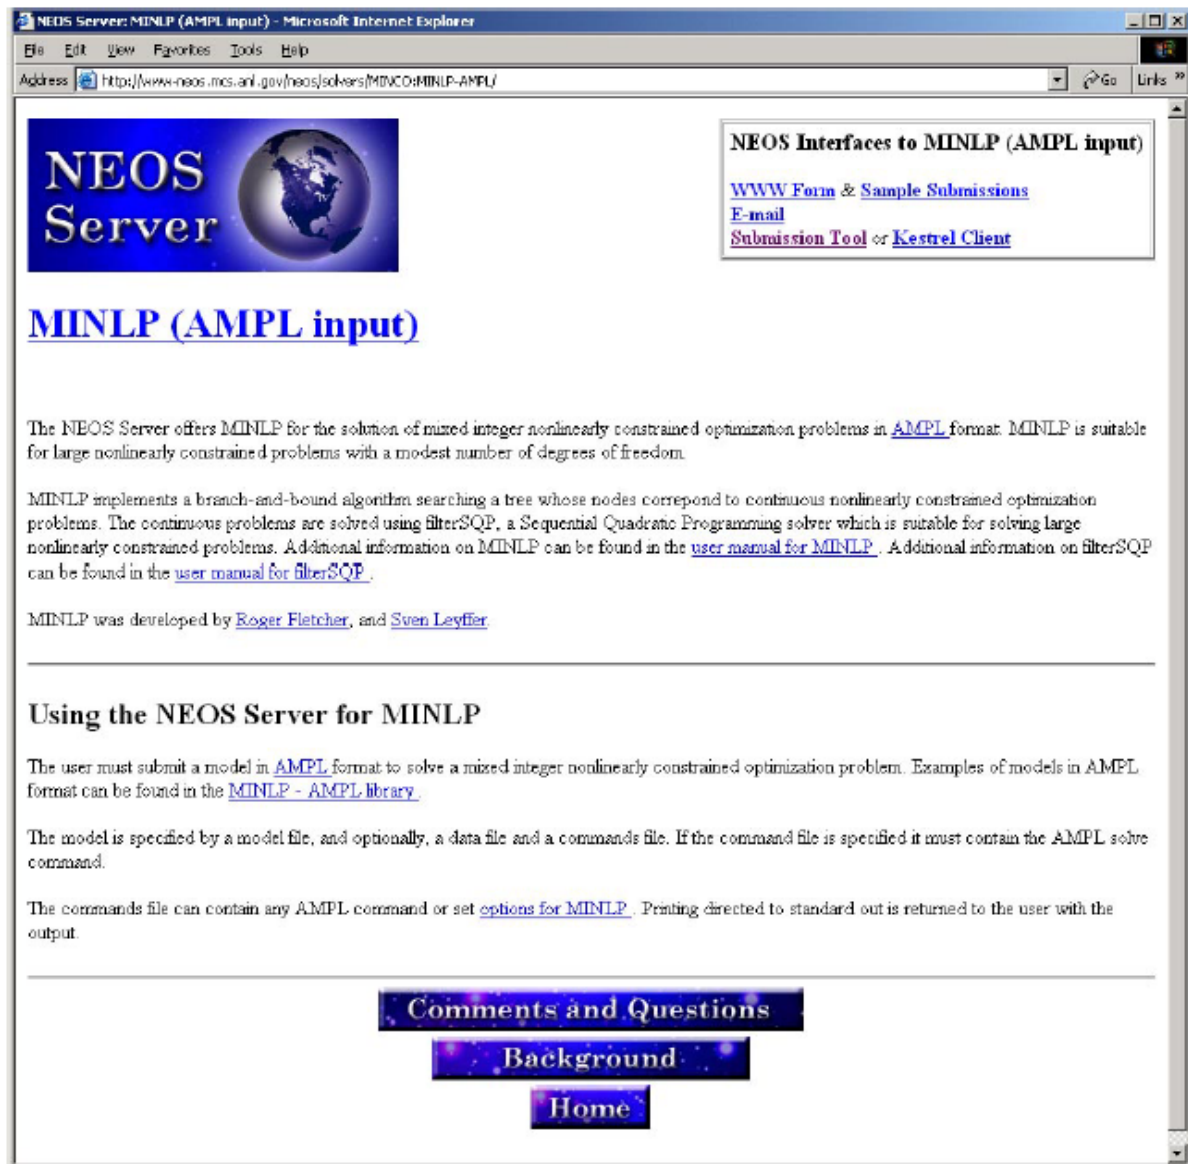 NEOS Server: MINLP (AMPL input) - Microsoft Internet Explorer
File Edit View Favorites Tools Help
Address http://www-neos.mcs.anl.gov/neos/solvers/MINCO:MINLP-AMPL/ Go Links »
NEOS
Server
NEOS Interfaces to MINLP (AMPL input)
WWW Form & Sample Submissions
E-mail
Submission Tool or Kestrel Client
MINLP (AMPL input)
The NEOS Server offers MINLP for the solution of mixed integer nonlinearly constrained optimization problems in AMPL format. MINLP is suitable
for large nonlinearly constrained problems with a modest number of degrees of freedom.
MINLP implements a branch-and-bound algorithm searching a tree whose nodes correpond to continuous nonlinearly constrained optimization
problems. The continuous problems are solved using filterSQP, a Sequential Quadratic Programming solver which is suitable for solving large
nonlinearly constrained problems. Additional information on MINLP can be found in the user manual for MINLP . Additional information on filterSQP
can be found in the user manual for filterSQP .
MINLP was developed by Roger Fletcher, and Sven Leyffer.
Using the NEOS Server for MINLP
The user must submit a model in AMPL format to solve a mixed integer nonlinearly constrained optimization problem. Examples of models in AMPL
format can be found in the MINLP - AMPL library .
The model is specified by a model file, and optionally, a data file and a commands file. If the command file is specified it must contain the AMPL solve
command.
The commands file can contain any AMPL command or set options for MINLP . Printing directed to standard out is returned to the user with the
output.
Comments and Questions
Background
Home